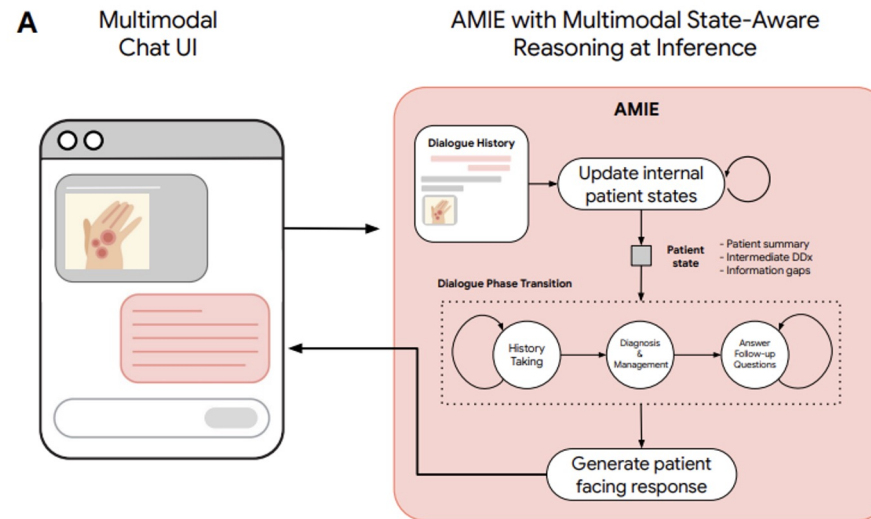 A
Multimodal
Chat UI
AMIE with Multimodal State-Aware
Reasoning at Inference
AMIE
Dialogue History
Update internal
patient states
Patient
state
- Patient summary
- Intermediate DDx
- Information gaps
Dialogue Phase Transition
History
Taking
Diagnosis
&
Management
Answer
Follow-up
Questions
Generate patient
facing response